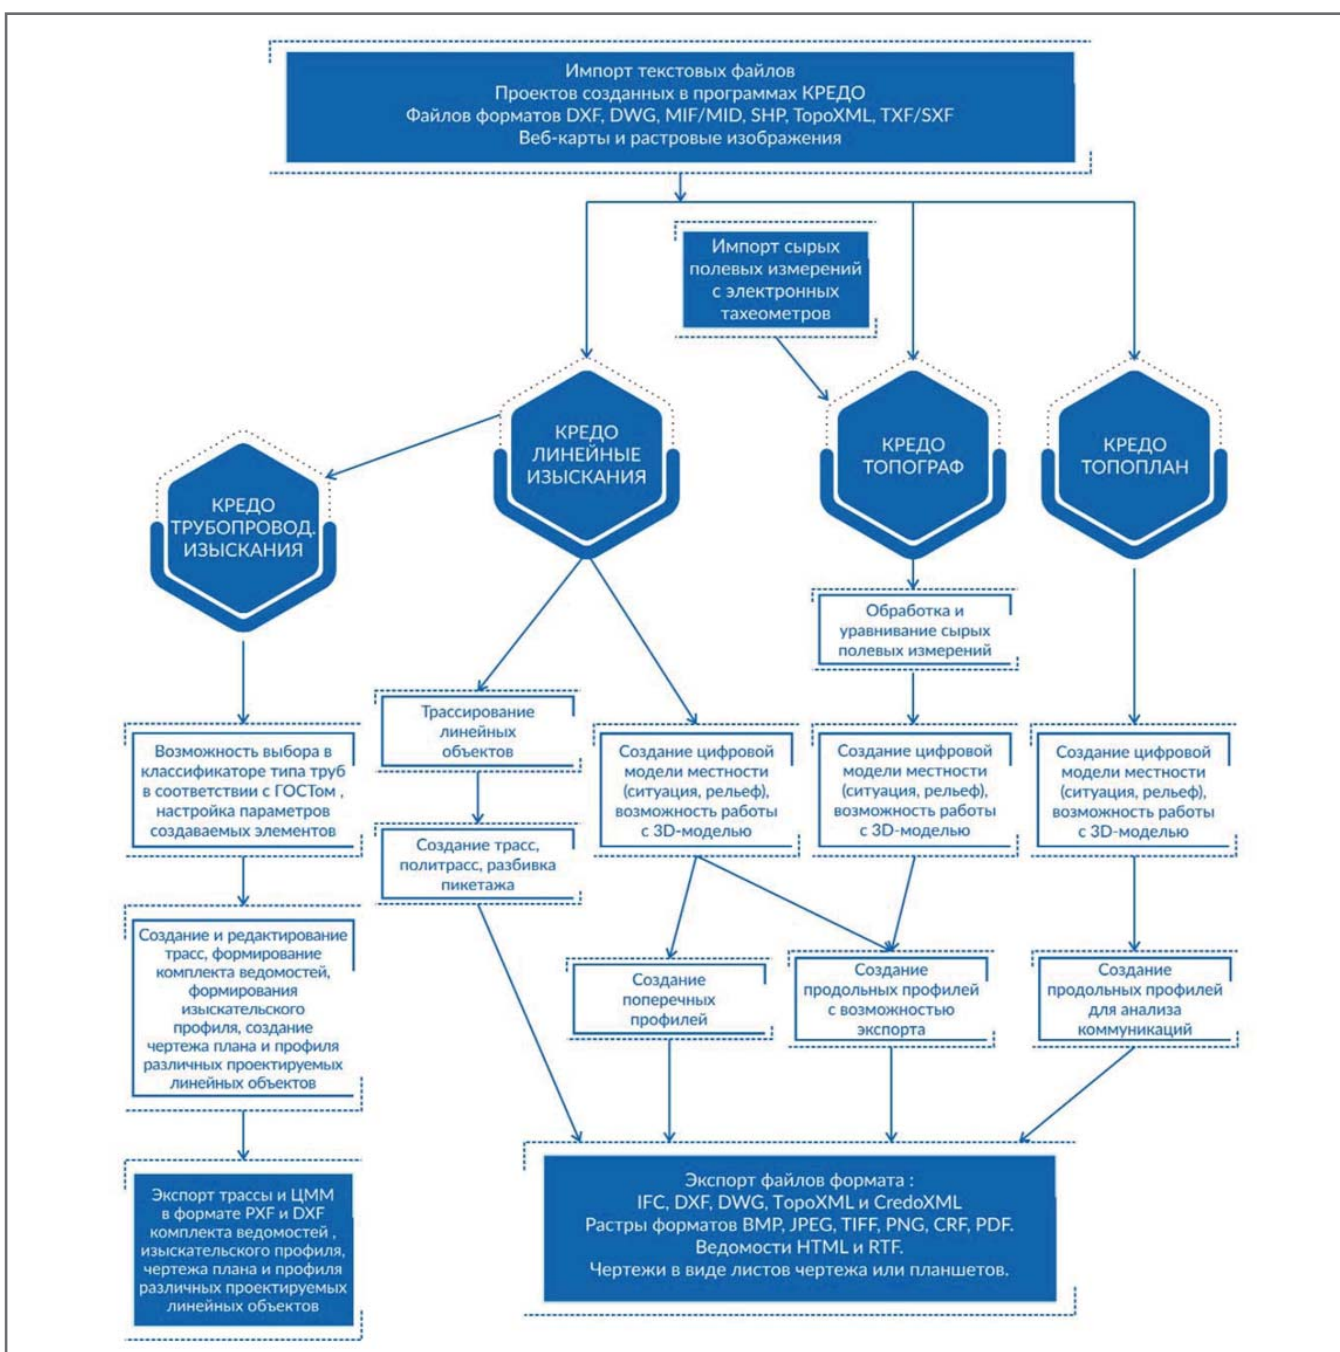 Импорт текстовых файлов
Проектов созданных в программах КРЕДО
Файлов форматов DXF, DWG, MIF/MID, SHP, TopoXML, TXF/SXF
Веб-карты и растровые изображения
Импорт сырых
полевых измерений
с электронных
тахеометров
КРЕДО
ТРУБОПРОВОД.
ИЗЫСКАНИЯ
КРЕДО
ЛИНЕЙНЫЕ
ИЗЫСКАНИЯ
КРЕДО
ТОПОГРАФ
КРЕДО
ТОПОПЛАН
Обработка и
уравнивание сырых
полевых измерений
Возможность выбора в
классификаторе типа труб
в соответствии с ГОСТом ,
настройка параметров
создаваемых элементов
Трассирование
линейных
объектов
Создание цифровой
модели местности
(ситуация, рельеф),
возможность работы
с 3D-моделью
Создание цифровой
модели местности
(ситуация, рельеф),
возможность работы
с 3D-моделью
Создание цифровой
модели местности
(ситуация, рельеф),
возможность работы
с 3D-моделью
Создание трасс,
политрасс, разбивка
пикетажа
Создание и редактирование
трасс, формирование
комплекта ведомостей,
формирования
изыскательского
профиля, создание
чертежа плана и профиля
различных проектируемых
линейных объектов
Создание
поперечных
профилей
Создание
продольных профилей
с возможностью
экспорта
Создание
продольных профилей
для анализа
коммуникаций
Экспорт трассы и ЦММ
в формате PXF и DXF
комплекта ведомостей ,
изыскательского профиля,
чертежа плана и профиля
различных проектируемых
линейных объектов
Экспорт файлов формата :
IFC, DXF, DWG, TopoXML и CredoXML
Растры форматов BMP, JPEG, TIFF, PNG, CRF, PDF.
Ведомости HTML и RTF.
Чертежи в виде листов чертежа или планшетов.